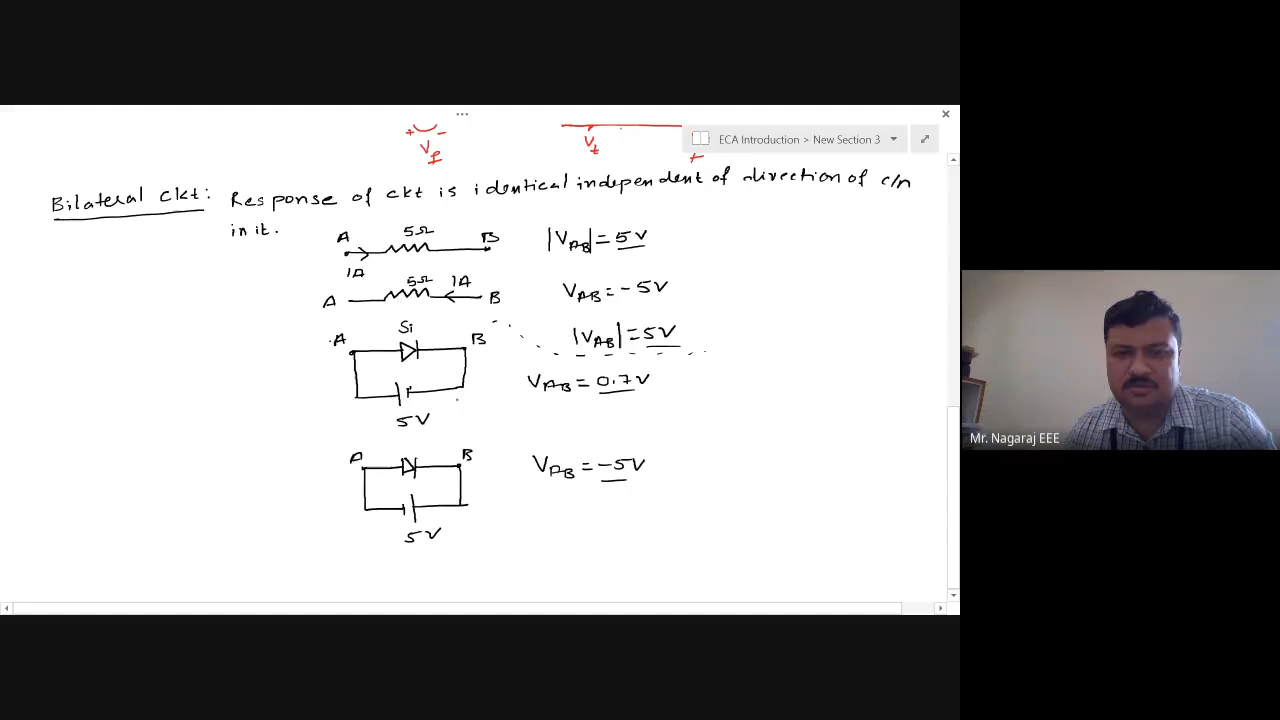 + -
Vf
Vt
ECA Introduction > New Section 3
Bilateral Ckt: Response of ckt is identical independent of direction of c/n
in it.
A 5Ω B |VAB| = 5V
1A
A 5Ω 1A B VAB = -5V
|VAB| = 5V
Si
A B
VAB = 0.7V
5V
A B VAB = -5V
5V
Mr. Nagaraj EEE